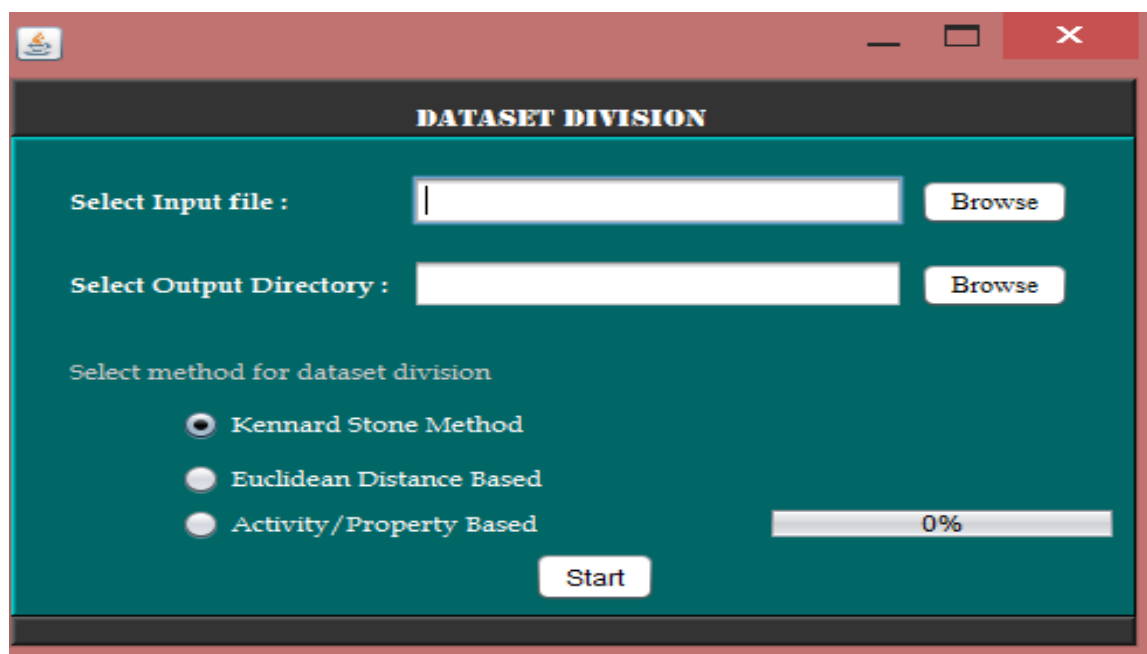 DATASET DIVISION
Select Input file :
Browse
Select Output Directory :
Browse
Select method for dataset division
Kennard Stone Method
Euclidean Distance Based
Activity/Property Based
0%
Start